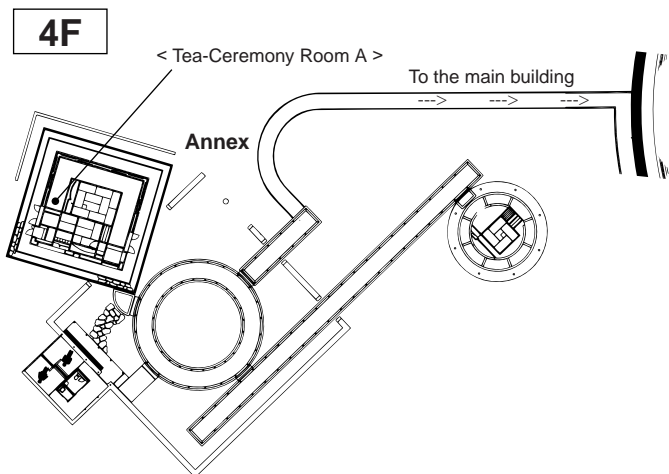 4F
< Tea-Ceremony Room A >
To the main building
Annex